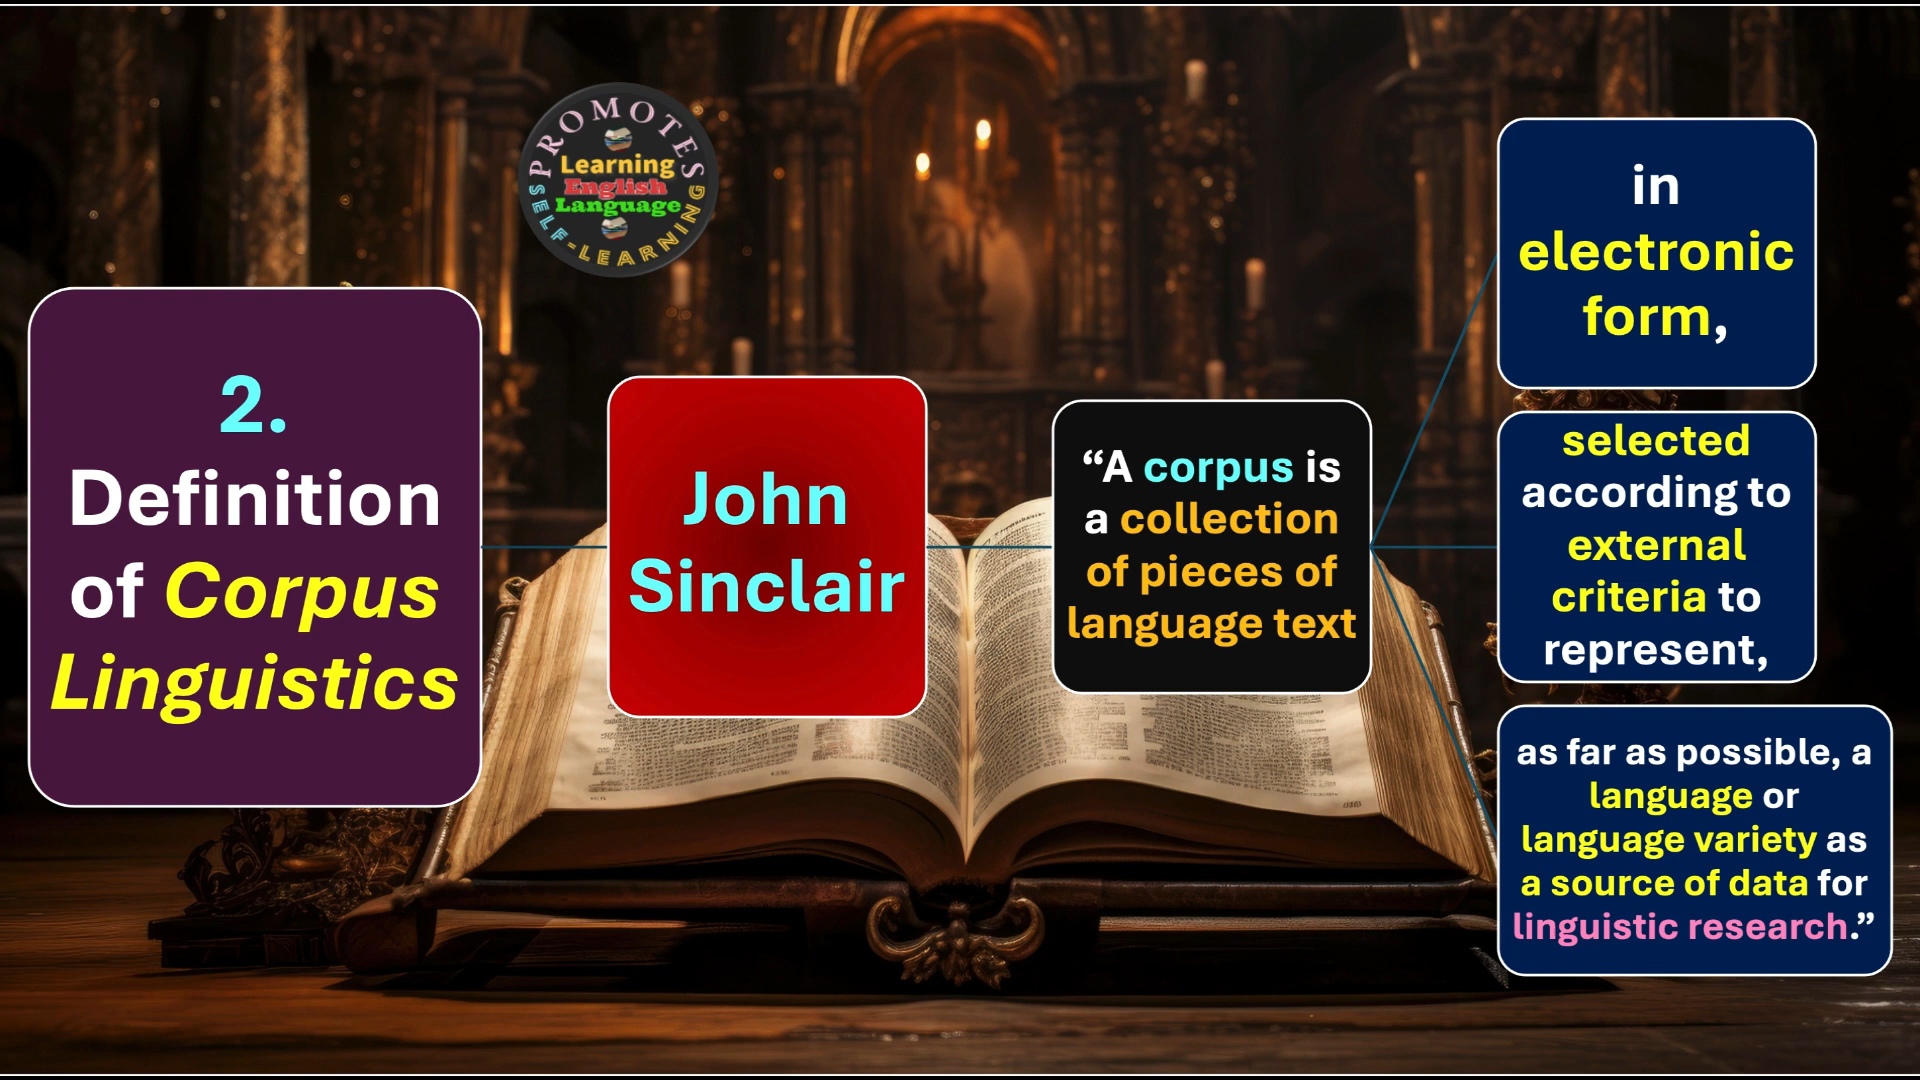 PROMOTES
Learning
English
Language
SELF-LEARNING
2.
Definition
of Corpus
Linguistics
John
Sinclair
“A corpus is
a collection
of pieces of
language text
in
electronic
form,
selected
according to
external
criteria to
represent,
as far as possible, a
language or
language variety as
a source of data for
linguistic research.”